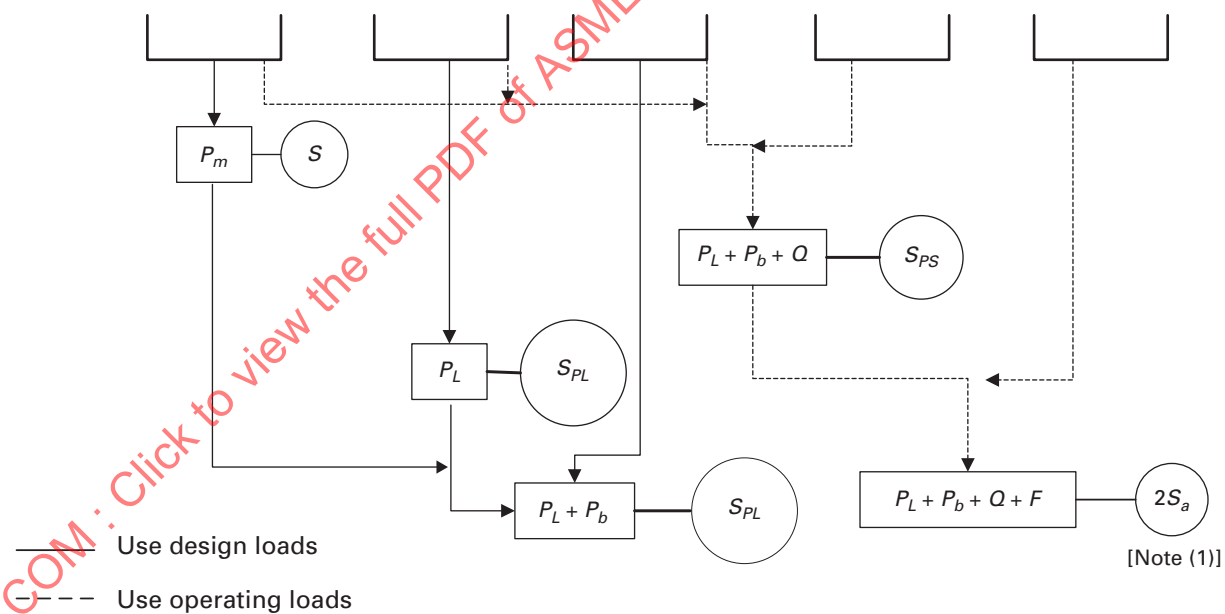 P_m
S
P_L + P_b + Q
S_PS
P_L
S_PL
P_L + P_b
S_PL
P_L + P_b + Q + F
2S_a
[Note (1)]
Use design loads
Use operating loads
COM : Click to view the full PDF of ASME